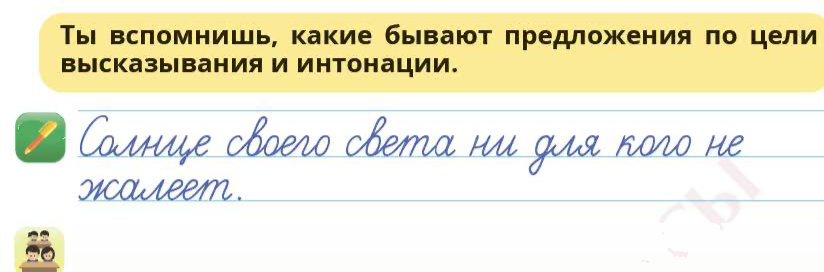 Ты вспомнишь, какие бывают предложения по цели
высказывания и интонации.
Солнце своего света ни для кого не
жалеет.